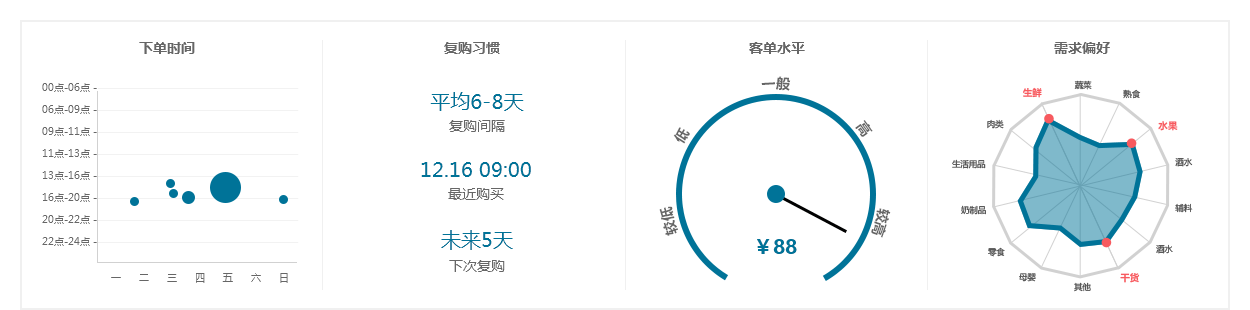 下单时间
00点-06点
06点-09点
09点-11点
11点-13点
13点-16点
16点-20点
20点-22点
22点-24点
一 二 三 四 五 六 日
复购习惯
平均6-8天
复购间隔
12.16 09:00
最近购买
未来5天
下次复购
客单水平
较低
低
一般
高
较高
¥88
需求偏好
蔬菜
熟食
水果
酒水
辅料
酒水
干货
其他
母婴
零食
奶制品
生活用品
肉类
生鲜